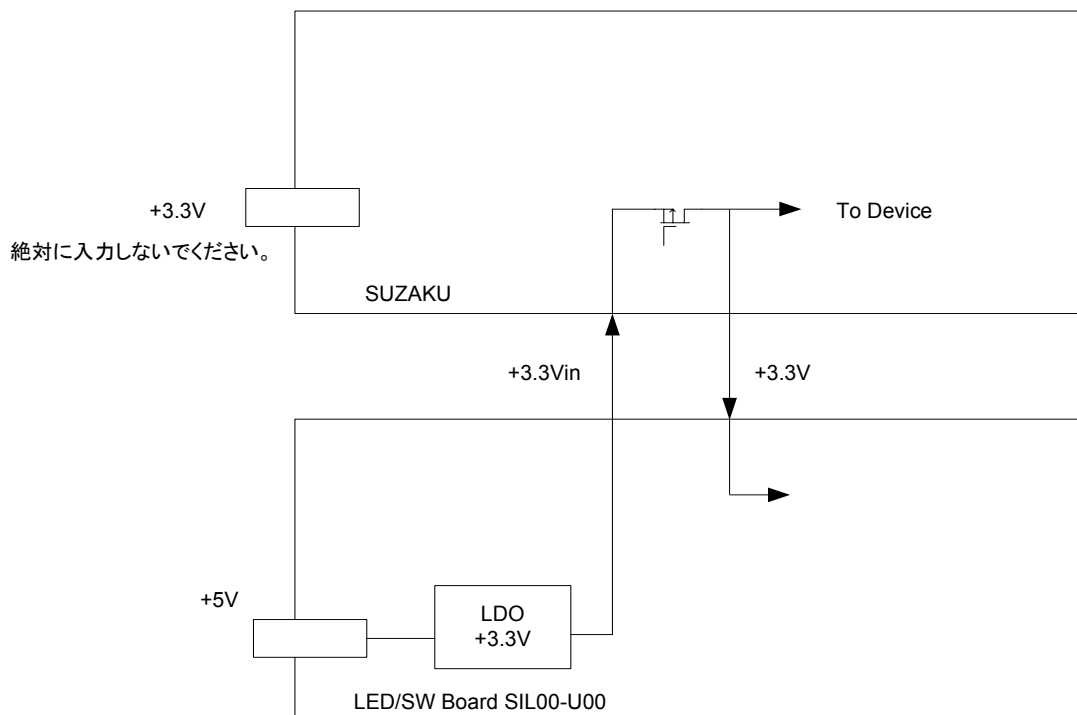 +3.3V
To Device
絶対に入力しないでください。
SUZAKU
+3.3Vin
+3.3V
+5V
LDO
+3.3V
LED/SW Board SIL00-U00